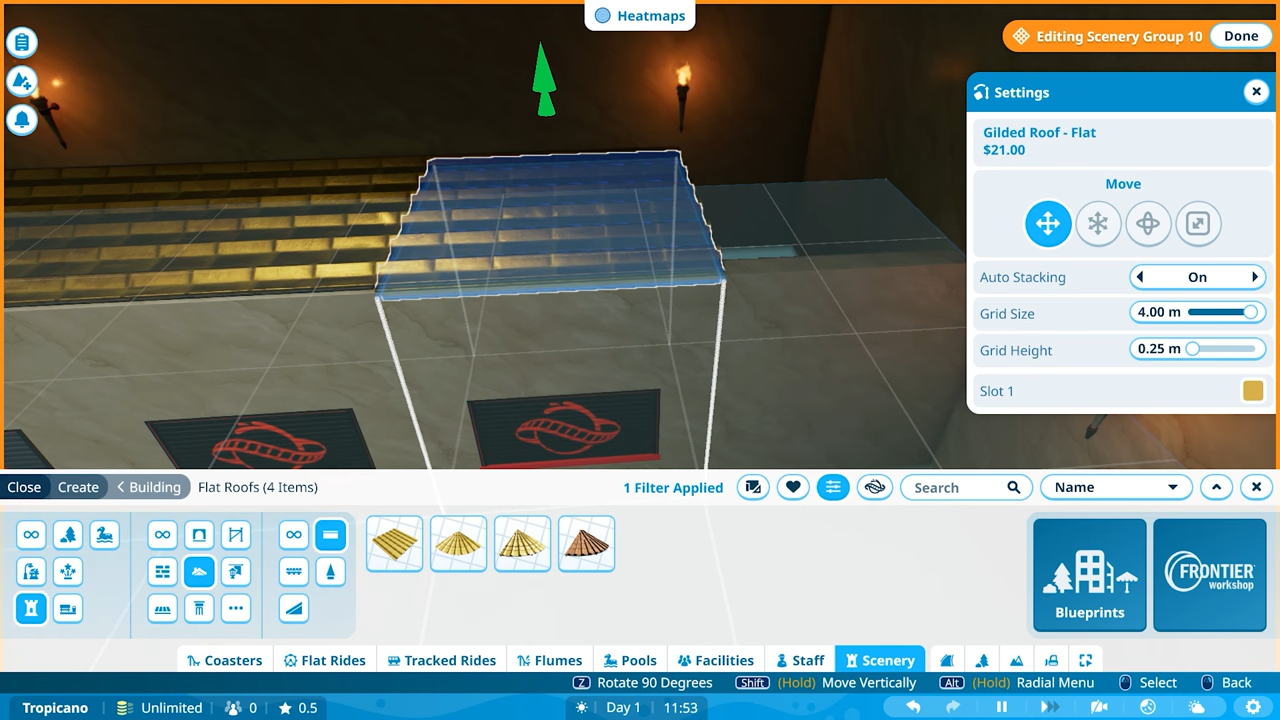 Heatmaps
Editing Scenery Group 10
Done
Settings
Gilded Roof - Flat
$21.00
Move
Auto Stacking
On
Grid Size
4.00 m
Grid Height
0.25 m
Slot 1
Close
Create
Building
Flat Roofs (4 Items)
1 Filter Applied
Search
Name
Blueprints
FRONTIER
workshop
Coasters
Flat Rides
Tracked Rides
Flumes
Pools
Facilities
Staff
Scenery
Z Rotate 90 Degrees
Shift (Hold) Move Vertically
Alt (Hold) Radial Menu
Select
Back
Tropicano
Unlimited
0
0.5
Day 1
11:53